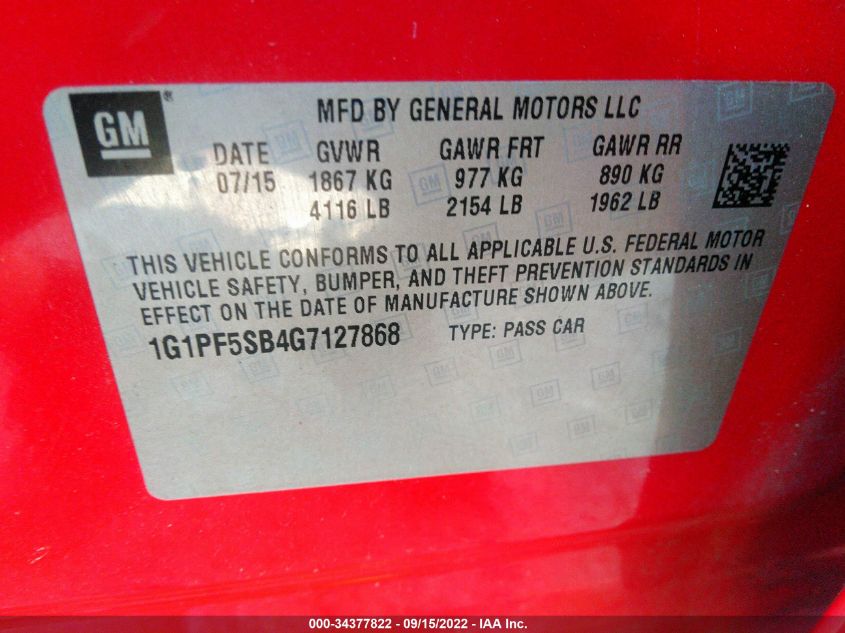 GM®
MFD BY GENERAL MOTORS LLC
DATE GVWR GAWR FRT GAWR RR
07/15 1867 KG 977 KG 890 KG
4116 LB 2154 LB 1962 LB
THIS VEHICLE CONFORMS TO ALL APPLICABLE U.S. FEDERAL MOTOR
VEHICLE SAFETY, BUMPER, AND THEFT PREVENTION STANDARDS IN
EFFECT ON THE DATE OF MANUFACTURE SHOWN ABOVE.
1G1PF5SB4G7127868 TYPE: PASS CAR
000-34377822 - 09/15/2022 - IAA Inc.